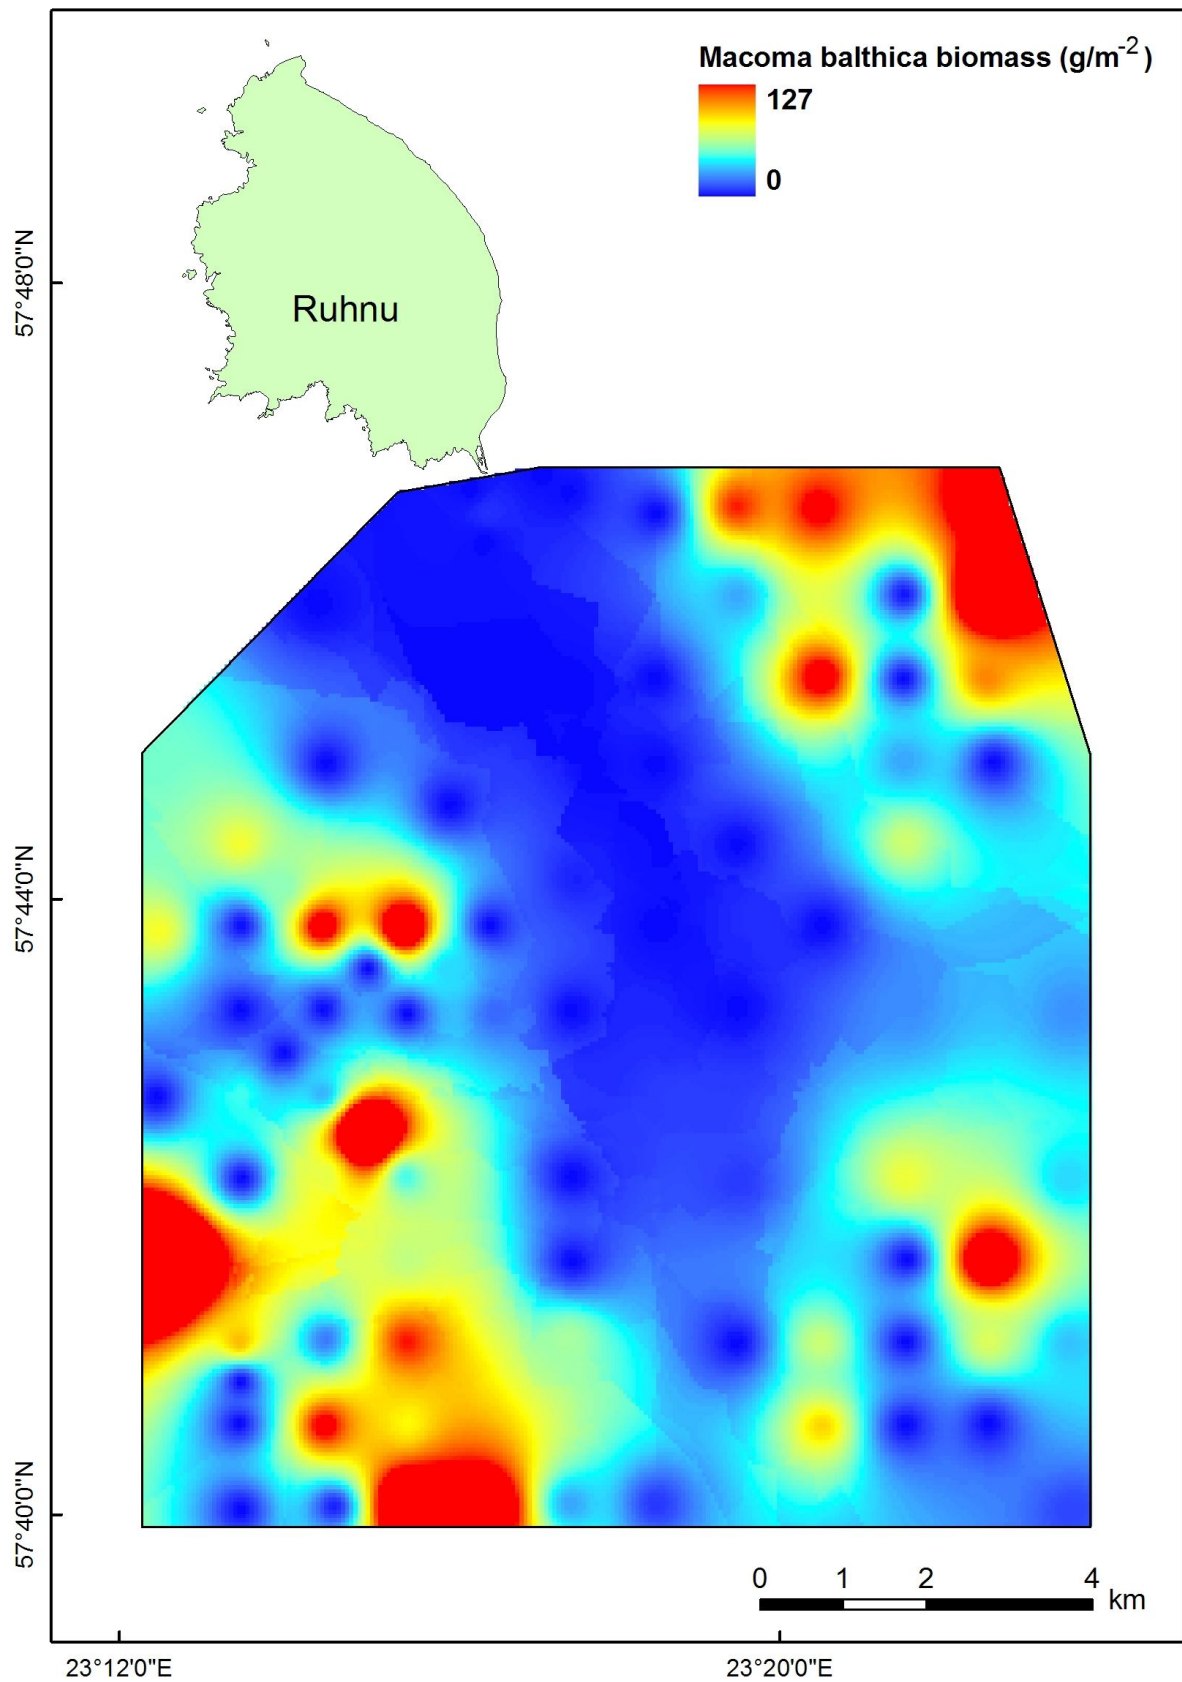 Macoma balthica biomass (g/m⁻² )
127
0
Ruhnu
57°48'0"N
57°44'0"N
57°40'0"N
0 1 2 4
km
23°12'0"E 23°20'0"E